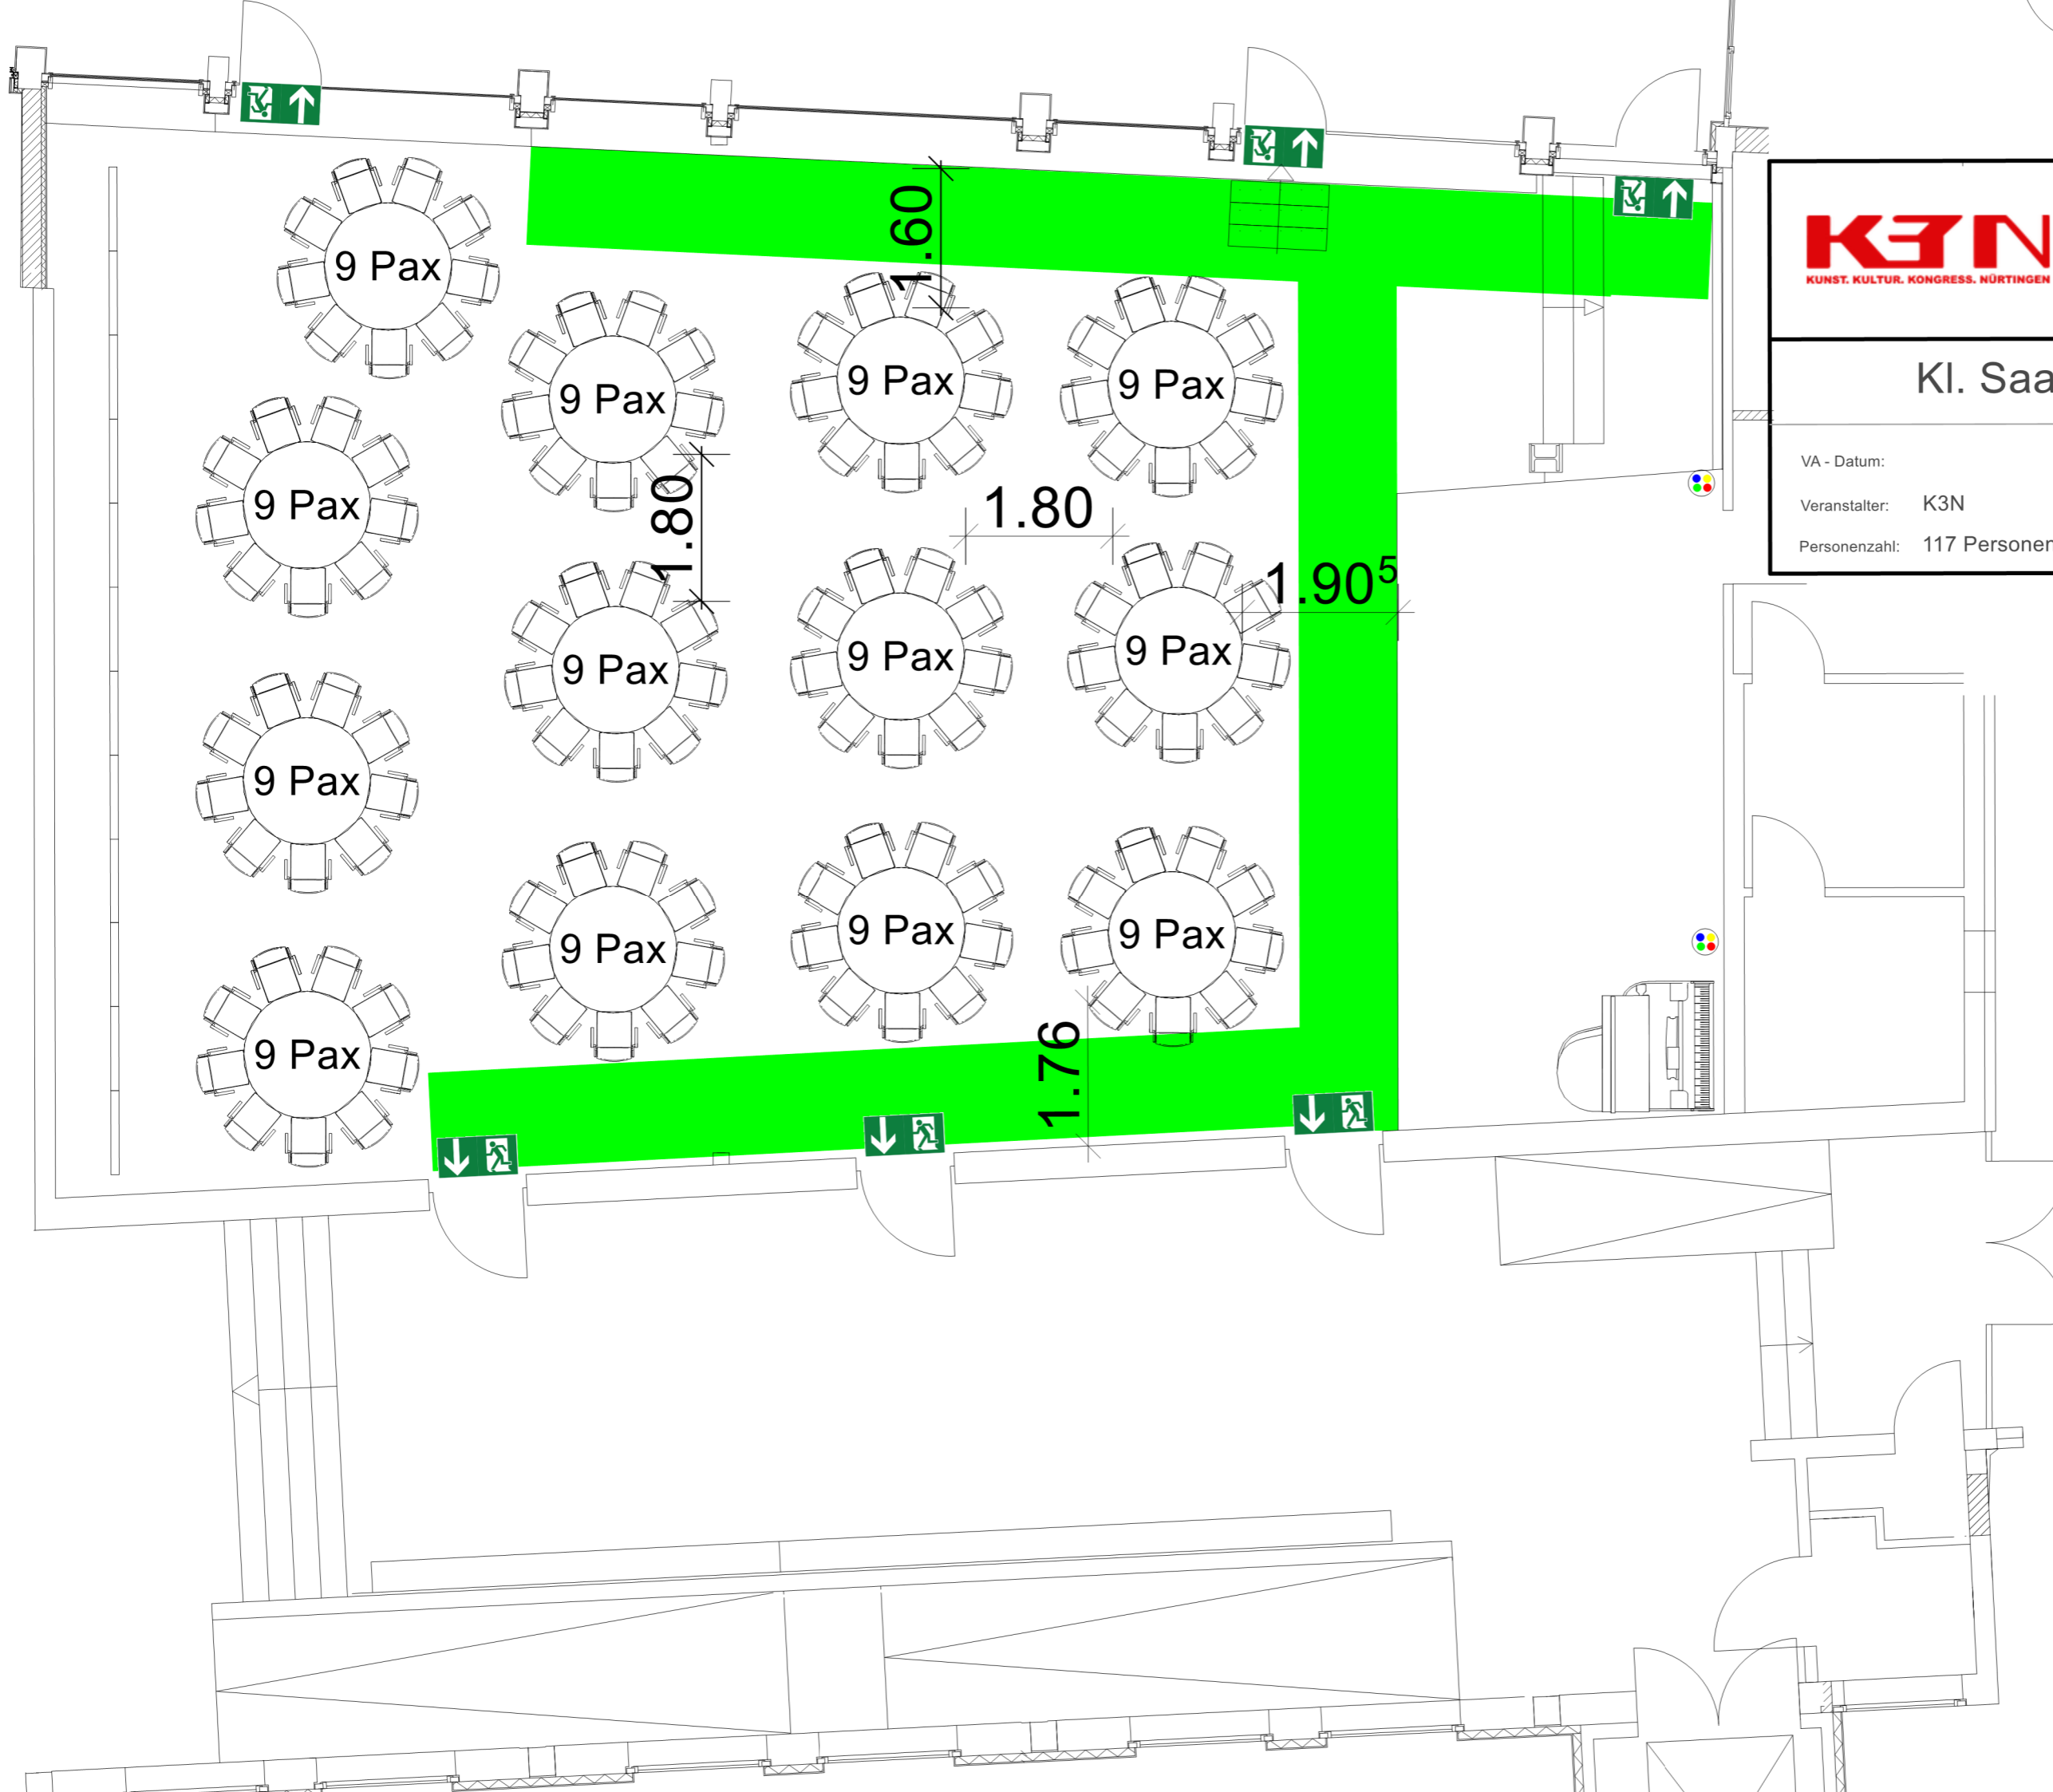 K3N
KUNST. KULTUR. KONGRESS. NÜRTINGEN
Kl. Saa
VA - Datum:
Veranstalter: K3N
Personenzahl: 117 Personen
1.60
9 Pax
9 Pax
9 Pax
9 Pax
9 Pax
1.80
1.80
1.90⁵
9 Pax
9 Pax
9 Pax
9 Pax
9 Pax
9 Pax
9 Pax
9 Pax
1.76